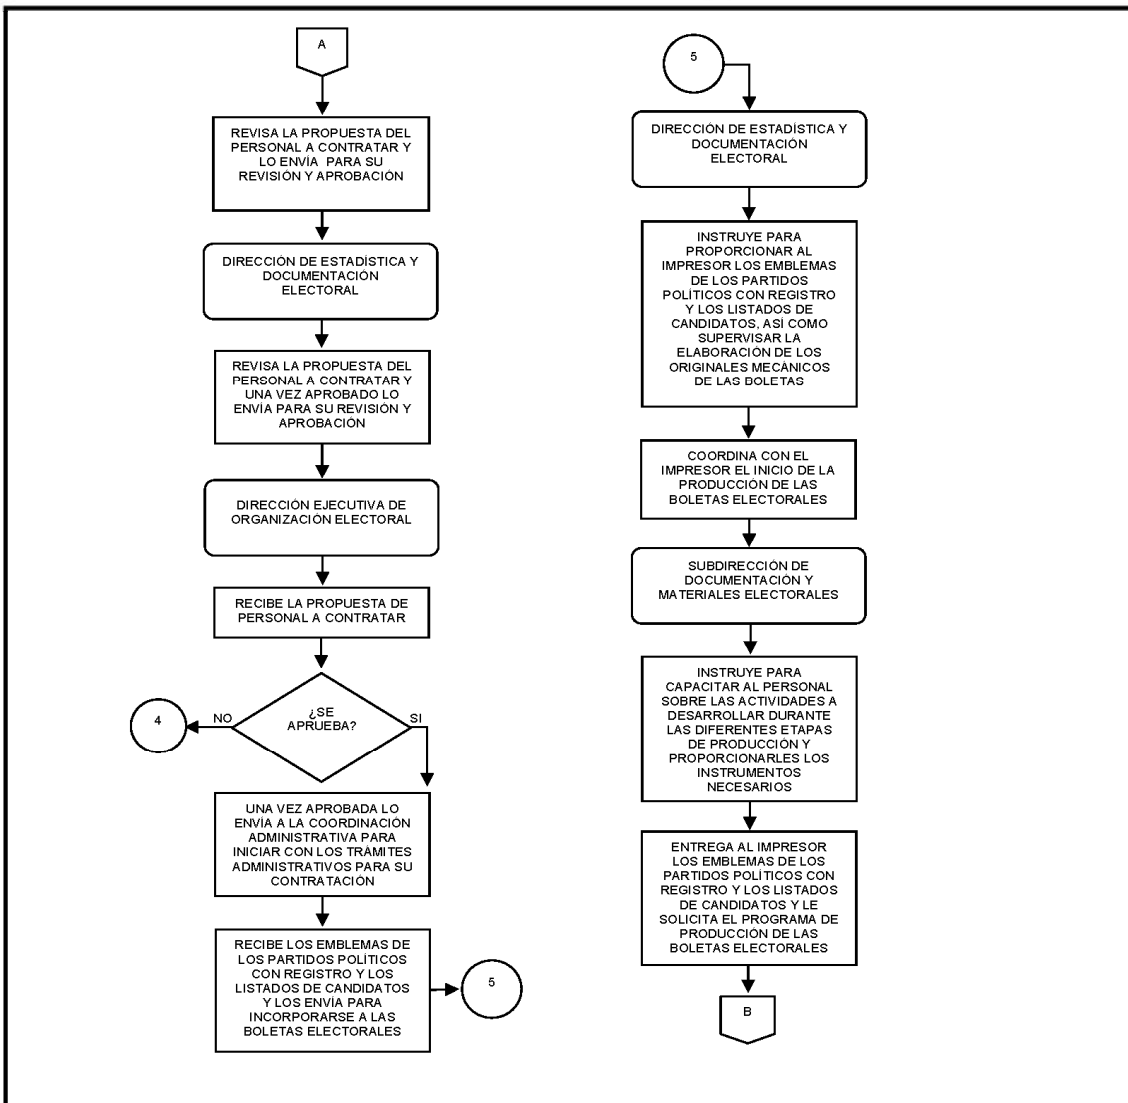 A
REVISA LA PROPUESTA DEL
PERSONAL A CONTRATAR Y
LO ENVÍA PARA SU
REVISIÓN Y APROBACIÓN
DIRECCIÓN DE ESTADÍSTICA Y
DOCUMENTACIÓN
ELECTORAL
REVISA LA PROPUESTA DEL
PERSONAL A CONTRATAR Y
UNA VEZ APROBADO LO
ENVÍA PARA SU REVISIÓN Y
APROBACIÓN
DIRECCIÓN EJECUTIVA DE
ORGANIZACIÓN ELECTORAL
RECIBE LA PROPUESTA DE
PERSONAL A CONTRATAR
¿SE
APRUEBA?
NO
SI
4
UNA VEZ APROBADA LO
ENVÍA A LA COORDINACIÓN
ADMINISTRATIVA PARA
INICIAR CON LOS TRÁMITES
ADMINISTRATIVOS PARA SU
CONTRATACIÓN
RECIBE LOS EMBLEMAS DE
LOS PARTIDOS POLÍTICOS
CON REGISTRO Y LOS
LISTADOS DE CANDIDATOS
Y LOS ENVÍA PARA
INCORPORARSE A LAS
BOLETAS ELECTORALES
5
5
DIRECCIÓN DE ESTADÍSTICA Y
DOCUMENTACIÓN
ELECTORAL
INSTRUYE PARA
PROPORCIONAR AL
IMPRESOR LOS EMBLEMAS
DE LOS PARTIDOS
POLÍTICOS CON REGISTRO
Y LOS LISTADOS DE
CANDIDATOS, ASÍ COMO
SUPERVISAR LA
ELABORACIÓN DE LOS
ORIGINALES MECÁNICOS
DE LAS BOLETAS
COORDINA CON EL
IMPRESOR EL INICIO DE LA
PRODUCCIÓN DE LAS
BOLETAS ELECTORALES
SUBDIRECCIÓN DE
DOCUMENTACIÓN Y
MATERIALES ELECTORALES
INSTRUYE PARA
CAPACITAR AL PERSONAL
SOBRE LAS ACTIVIDADES A
DESARROLLAR DURANTE
LAS DIFERENTES ETAPAS
DE PRODUCCIÓN Y
PROPORCIONARLES LOS
INSTRUMENTOS
NECESARIOS
ENTREGA AL IMPRESOR
LOS EMBLEMAS DE LOS
PARTIDOS POLÍTICOS CON
REGISTRO Y LOS LISTADOS
DE CANDIDATOS Y LE
SOLICITA EL PROGRAMA DE
PRODUCCIÓN DE LAS
BOLETAS ELECTORALES
B